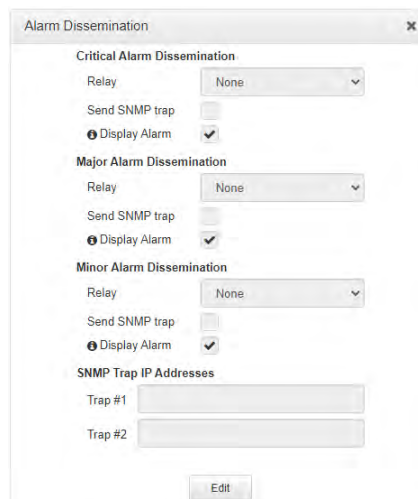 Alarm Dissemination ×
Critical Alarm Dissemination
Relay None
Send SNMP trap
Display Alarm
Major Alarm Dissemination
Relay None
Send SNMP trap
Display Alarm
Minor Alarm Dissemination
Relay None
Send SNMP trap
Display Alarm
SNMP Trap IP Addresses
Trap #1
Trap #2
Edit